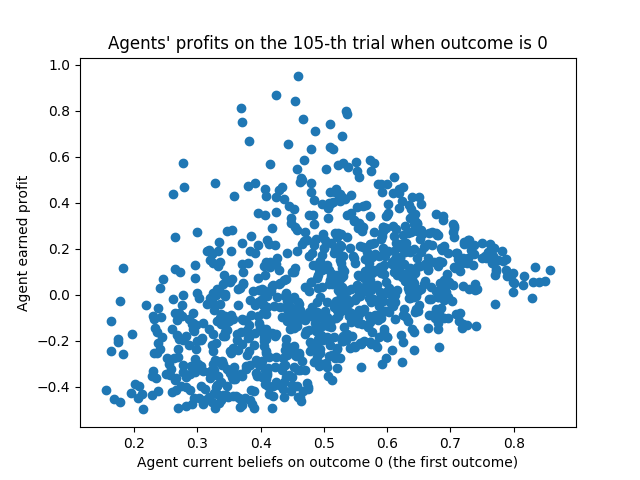 Agents' profits on the 105-th trial when outcome is 0
1.0
0.8
0.6
0.4
0.2
0.0
−0.2
−0.4
Agent earned profit
0.2 0.3 0.4 0.5 0.6 0.7 0.8
Agent current beliefs on outcome 0 (the first outcome)